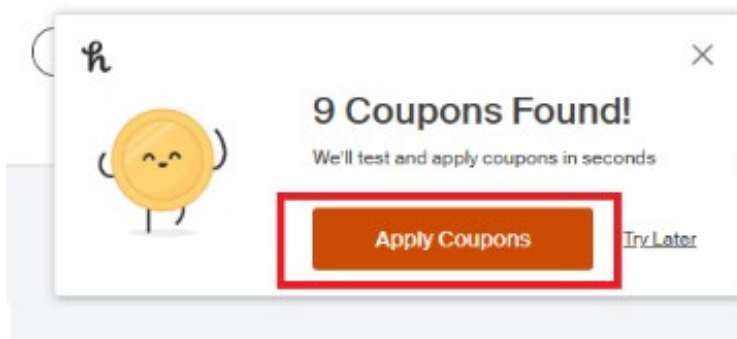 h
9 Coupons Found!
We'll test and apply coupons in seconds
Apply Coupons
Try Later